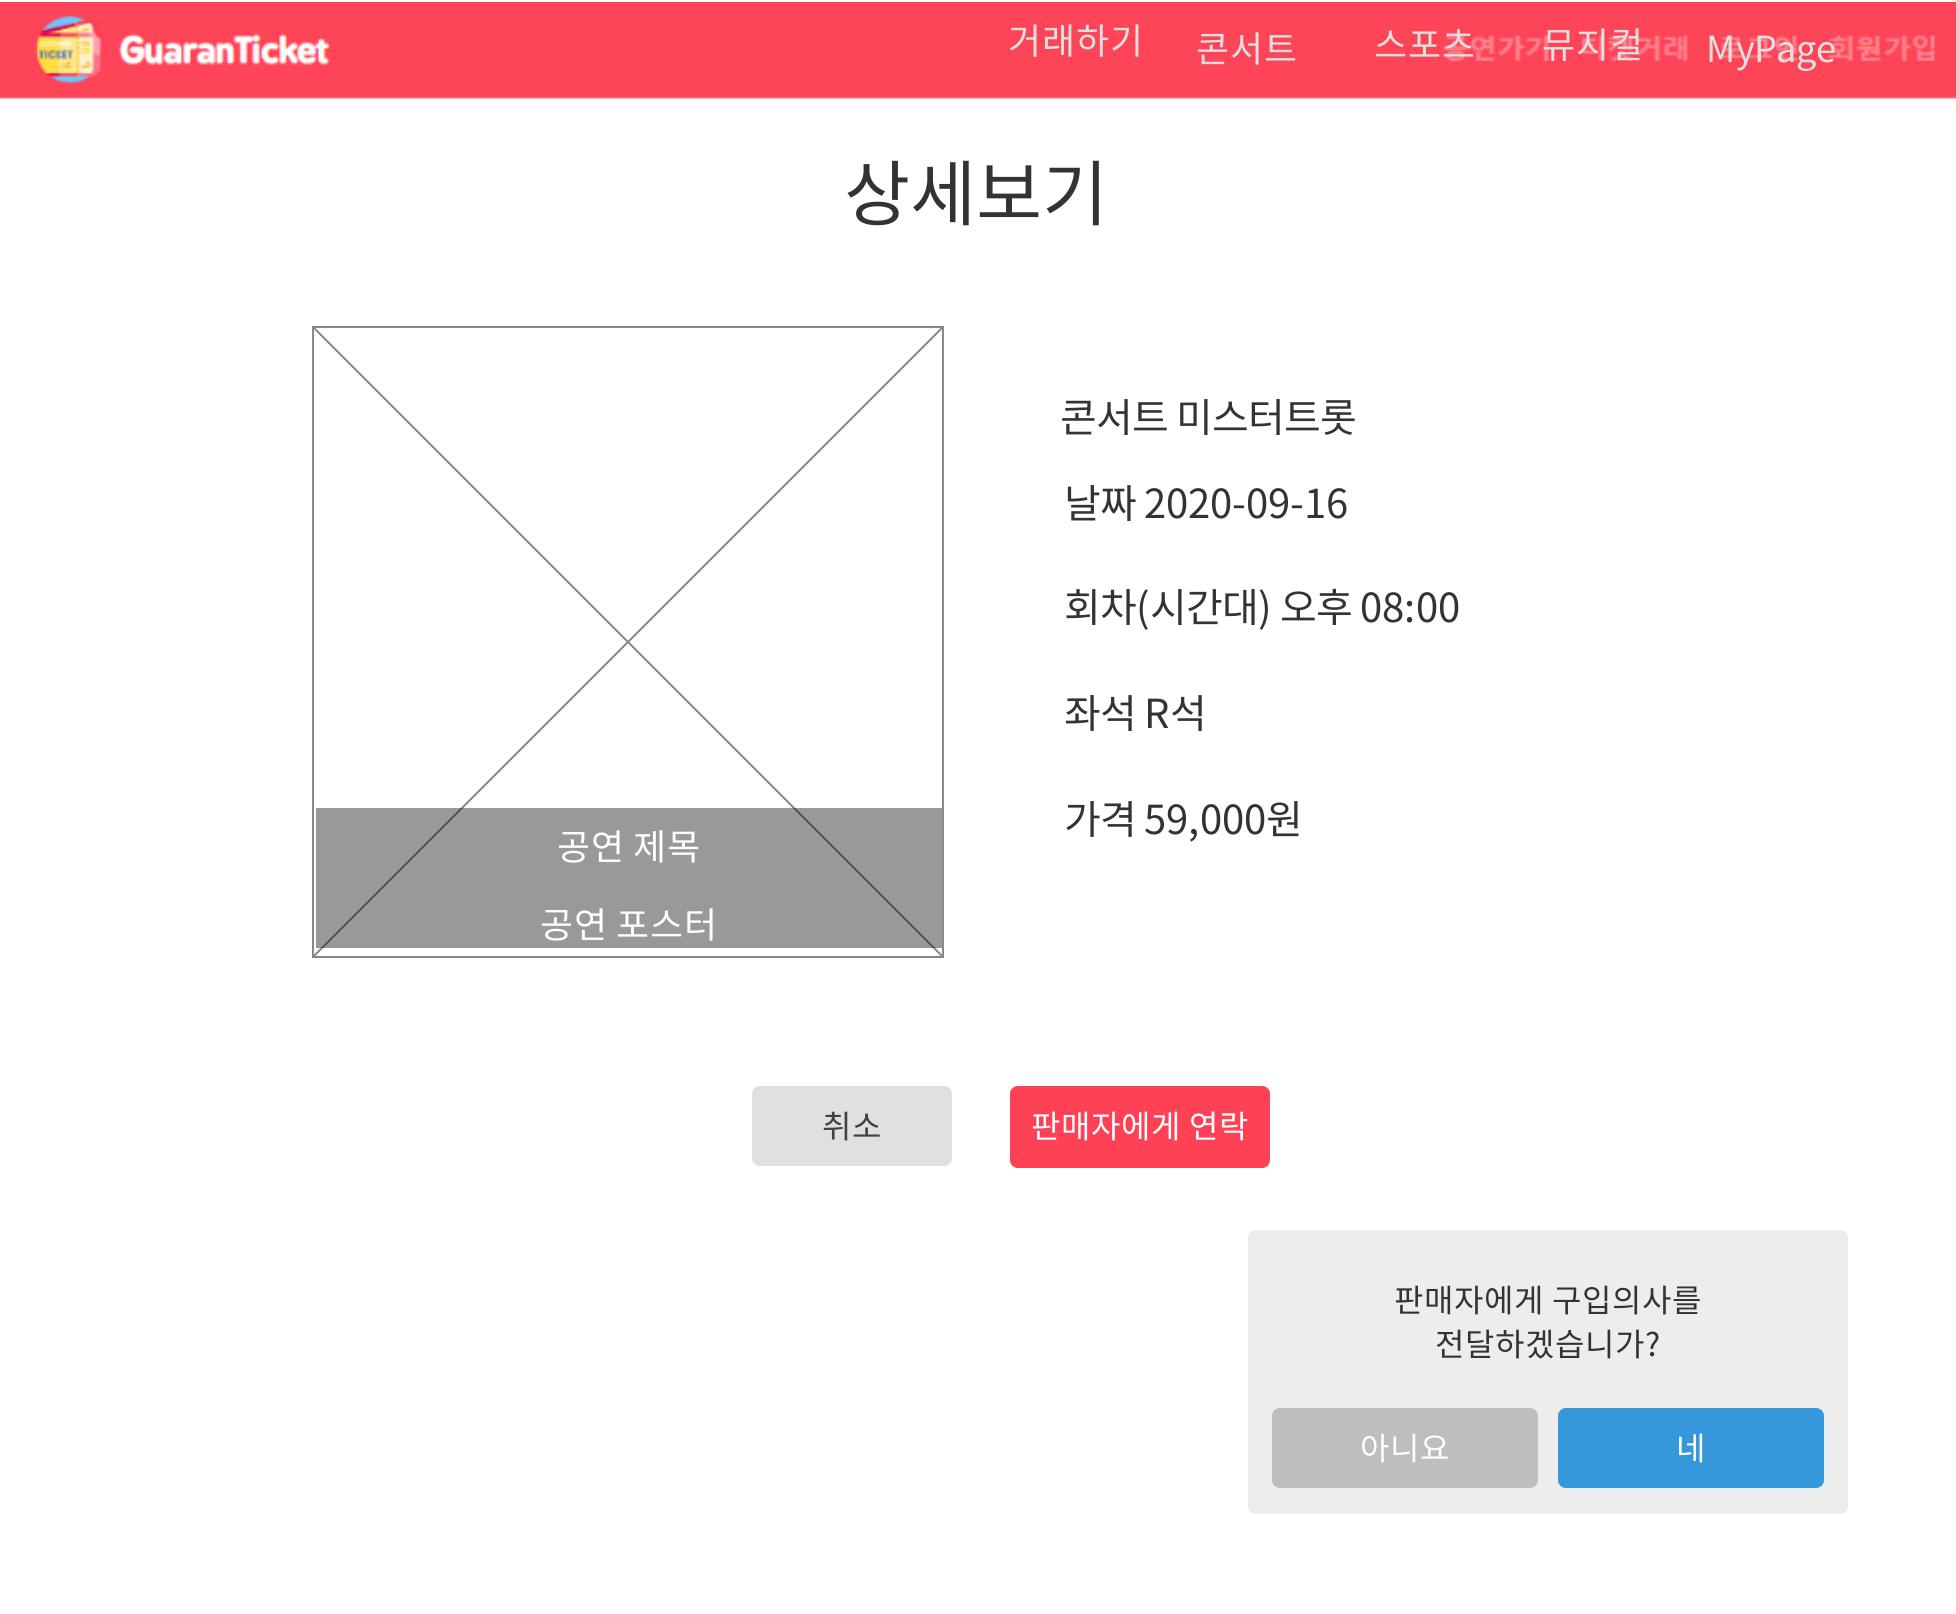 TICKET
GuaranTicket
거래하기
콘서트
스포츠
뮤지컬
MyPage
회원가입
상세보기
콘서트 미스터트롯
날짜 2020-09-16
회차(시간대) 오후 08:00
좌석 R석
가격 59,000원
공연 제목
공연 포스터
취소
판매자에게 연락
판매자에게 구입의사를
전달하겠습니가?
아니요
네